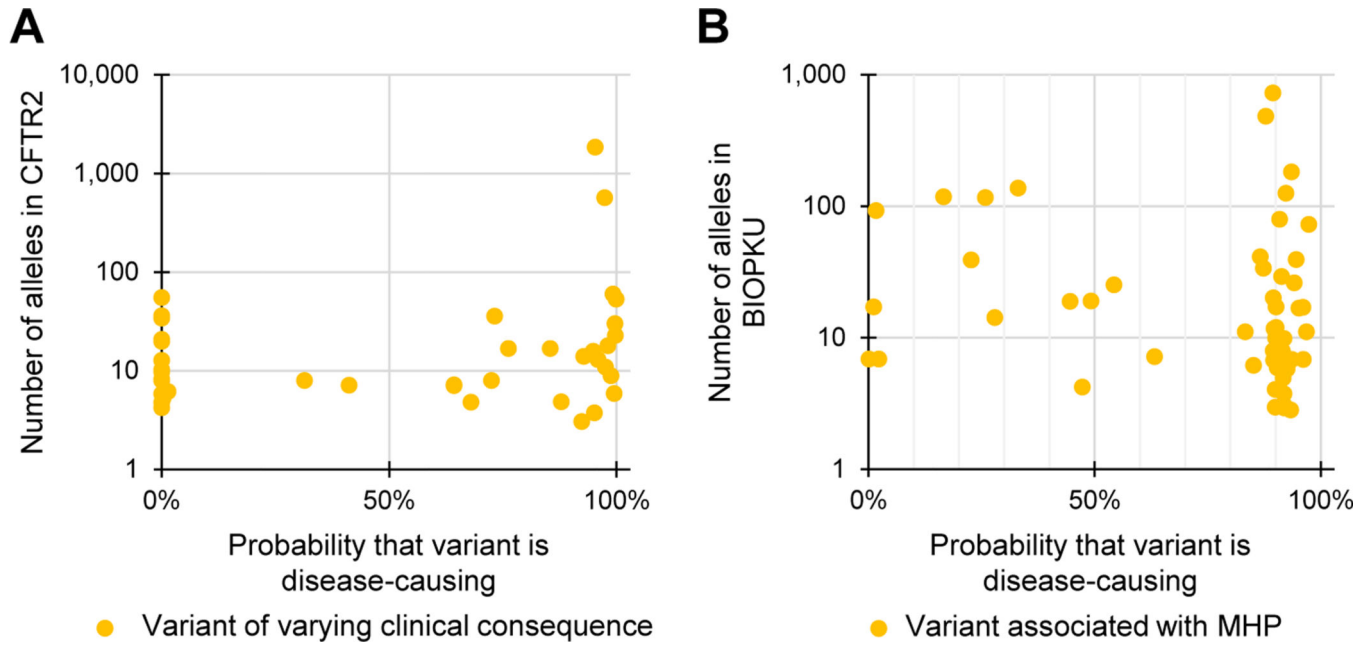 A
Number of alleles in CFTR2
10,000
1,000
100
10
1
0%
50%
100%
Probability that variant is
disease-causing
Variant of varying clinical consequence
B
Number of alleles in
BIOPKU
1,000
100
10
1
0%
50%
100%
Probability that variant is
disease-causing
Variant associated with MHP